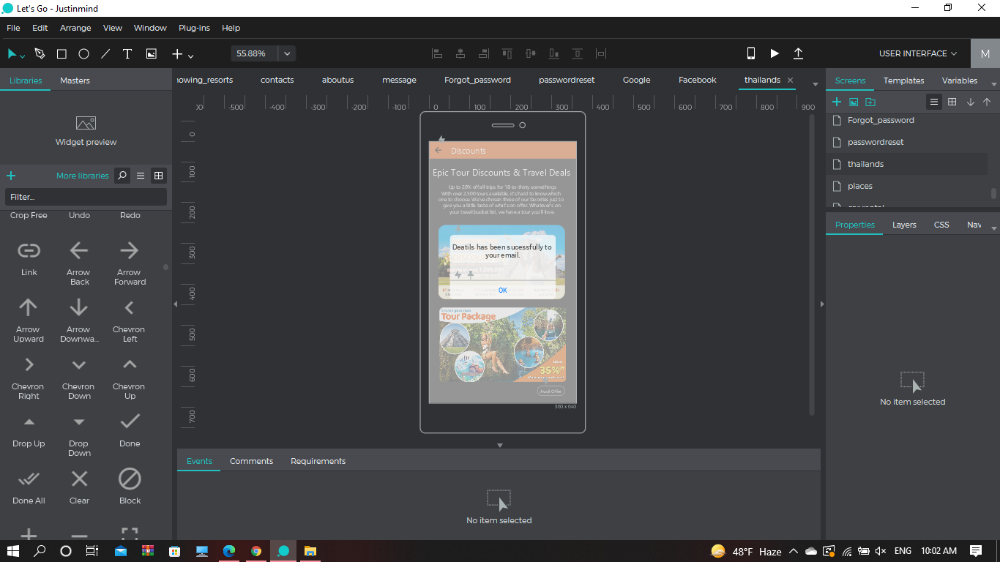 Let's Go - Justinmind
File Edit Arrange View Window Plug-ins Help
55.88%
USER INTERFACE
M
Libraries Masters
nowing_resorts contacts aboutus message Forgot_password passwordreset Google Facebook thailands
Screens Templates Variables
-500 -400 -300 -200 -100 0 100 200 300 400 500 600 700 800 900
Widget preview
More libraries
Filter...
Crop Free Undo Redo
Link Arrow Back Arrow Forward
Arrow Upward Arrow Downwa... Chevron Left
Chevron Right Chevron Down Chevron Up
Drop Up Drop Down Done
Done All Clear Block
0
100
200
300
400
500
600
700
Discounts
Epic Tour Discounts & Travel Deals
Up to 20% off all trips for 18-to-thirty somethings
With over 2,500 tours available, it's hard to know which
one to choose. We've chosen three of our favorites just to
give you a little taste of what's on offer. Whatever's on
your travel bucket list, we have a tour you'll love.
Deatils has been sucessfully to
your email.
OK
Tour Package
35%
Avail Offer
360 x 640
Forgot_password
passwordreset
thailands
places
Properties Layers CSS Nav
No item selected
Events Comments Requirements
No item selected
48°F Haze
ENG
10:02 AM